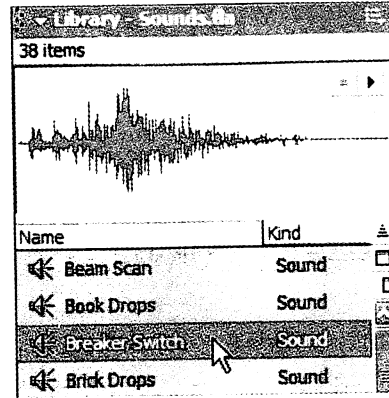 Library - Sounds.fla
38 items
Name Kind
Beam Scan Sound
Book Drops Sound
Breaker Switch Sound
Brick Drops Sound